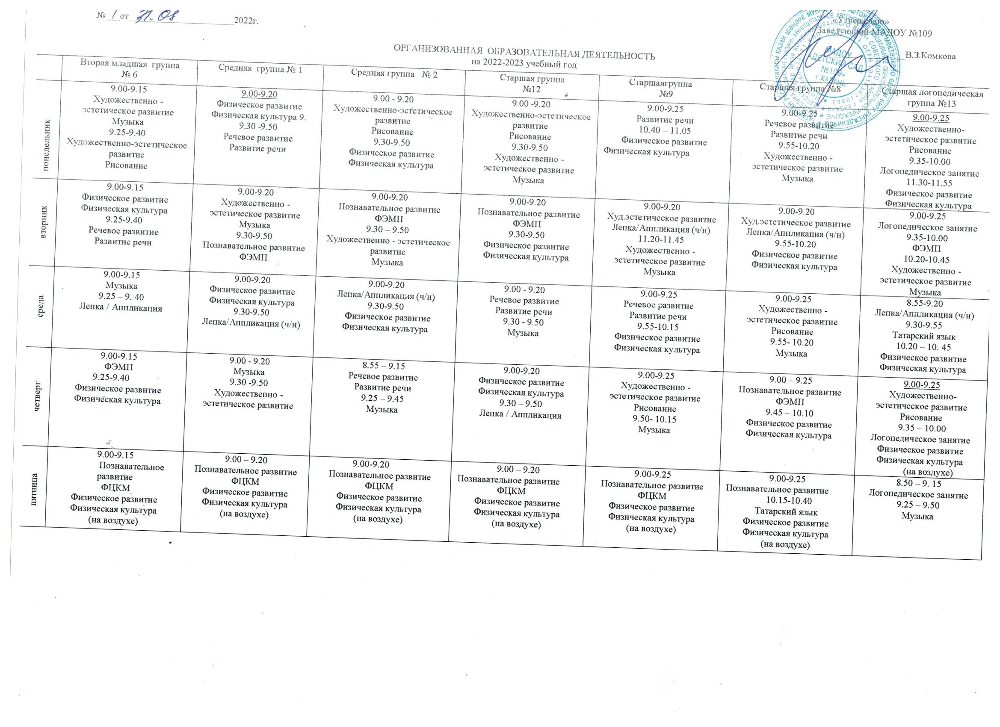 № 1 от 31.08 2022г.
«Утверждаю»
Заведующий МАДОУ №109
В.З.Комкова
МАДОУ
«ДЕТСКИЙ САД
№109»
г.КАЗАНЬ
ОРГАНИЗОВАННАЯ ОБРАЗОВАТЕЛЬНАЯ ДЕЯТЕЛЬНОСТЬ
на 2022-2023 учебный год
Вторая младшая группа
№ 6
Средняя группа № 1
Средняя группа № 2
Старшая группа
№12
Старшаягруппа
№9
Старшая группа №8
Старшая логопедическая
группа №13
понедельник
9.00-9.15
Художественно -
эстетическое развитие
Музыка
9.25-9.40
Художественно-эстетическое
развитие
Рисование
9.00-9.20
Физическое развитие
Физическая культура 9.
9.30 -9.50
Речевое развитие
Развитие речи
9.00 - 9.20
Художественно-эстетическое
развитие
Рисование
9.30-9.50
Физическое развитие
Физическая культура
9.00 -9.20
Художественно-эстетическое
развитие
Рисование
9.30-9.50
Художественно -
эстетическое развитие
Музыка
9.00-9.25
Развитие речи
10.40 – 11.05
Физическое развитие
Физическая культура
9.00-9.25
Речевое развитие
Развитие речи
9.55-10.20
Художественно -
эстетическое развитие
Музыка
9.00-9.25
Художественно-
эстетическое развитие
Рисование
9.35-10.00
Логопедическое занятие
11.30-11.55
Физическое развитие
Физическая культура
вторник
9.00-9.15
Физическое развитие
Физическая культура
9.25-9.40
Речевое развитие
Развитие речи
9.00-9.20
Художественно -
эстетическое развитие
Музыка
9.30-9.50
Познавательное развитие
ФЭМП
9.00-9.20
Познавательное развитие
ФЭМП
9.30 – 9.50
Художественно - эстетическое
развитие
Музыка
9.00-9.20
Познавательное развитие
ФЭМП
9.30-9.50
Физическое развитие
Физическая культура
9.00-9.20
Худ.эстетическое развитие
Лепка/Аппликация (ч/н)
11.20-11.45
Художественно -
эстетическое развитие
Музыка
9.00-9.20
Худ.эстетическое развитие
Лепка/Аппликация (ч/н)
9.55-10.20
Физическое развитие
Физическая культура
9.00-9.25
Логопедическое занятие
9.35-10.00
ФЭМП
10.20-10.45
Художественно -
эстетическое развитие
Музыка
среда
9.00-9.15
Музыка
9.25 – 9. 40
Лепка / Аппликация
9.00-9.20
Физическое развитие
Физическая культура
9.30-9.50
Лепка/Аппликация (ч/н)
9.00-9.20
Лепка/Аппликация (ч/н)
9.30-9.50
Физическое развитие
Физическая культура
9.00 - 9.20
Речевое развитие
Развитие речи
9.30 - 9.50
Музыка
9.00-9.25
Речевое развитие
Развитие речи
9.55-10.15
Физическое развитие
Физическая культура
9.00-9.25
Художественно -
эстетическое развитие
Рисование
9.55- 10.20
Музыка
8.55-9.20
Лепка/Аппликация (ч/н)
9.30-9.55
Татарский язык
10.20 – 10. 45
Физическое развитие
Физическая культура
четверг
9.00-9.15
ФЭМП
9.25-9.40
Физическое развитие
Физическая культура
9.00 - 9.20
Музыка
9.30 -9.50
Художественно -
эстетическое развитие
8.55 – 9.15
Речевое развитие
Развитие речи
9.25 – 9.45
Музыка
9.00-9.20
Физическое развитие
Физическая культура
9.30 – 9.50
Лепка / Аппликация
9.00-9.25
Художественно -
эстетическое развитие
Рисование
9.50- 10.15
Музыка
9.00 – 9.25
Познавательное развитие
ФЭМП
9.45 – 10.10
Физическое развитие
Физическая культура
9.00-9.25
Художественно-
эстетическое развитие
Рисование
9.35 – 10.00
Логопедическое занятие
Физическое развитие
Физическая культура
(на воздухе)
пятница
9.00-9.15
Познавательное
развитие
ФЦКМ
Физическое развитие
Физическая культура
(на воздухе)
9.00 – 9.20
Познавательное развитие
ФЦКМ
Физическое развитие
Физическая культура
(на воздухе)
9.00-9.20
Познавательное развитие
ФЦКМ
Физическое развитие
Физическая культура
(на воздухе)
9.00 – 9.20
Познавательное развитие
ФЦКМ
Физическое развитие
Физическая культура
(на воздухе)
9.00-9.25
Познавательное развитие
ФЦКМ
Физическое развитие
Физическая культура
(на воздухе)
9.00-9.25
Познавательное развитие
10.15-10.40
Татарский язык
Физическое развитие
Физическая культура
(на воздухе)
8.50 – 9. 15
Логопедическое занятие
9.25 – 9.50
Музыка